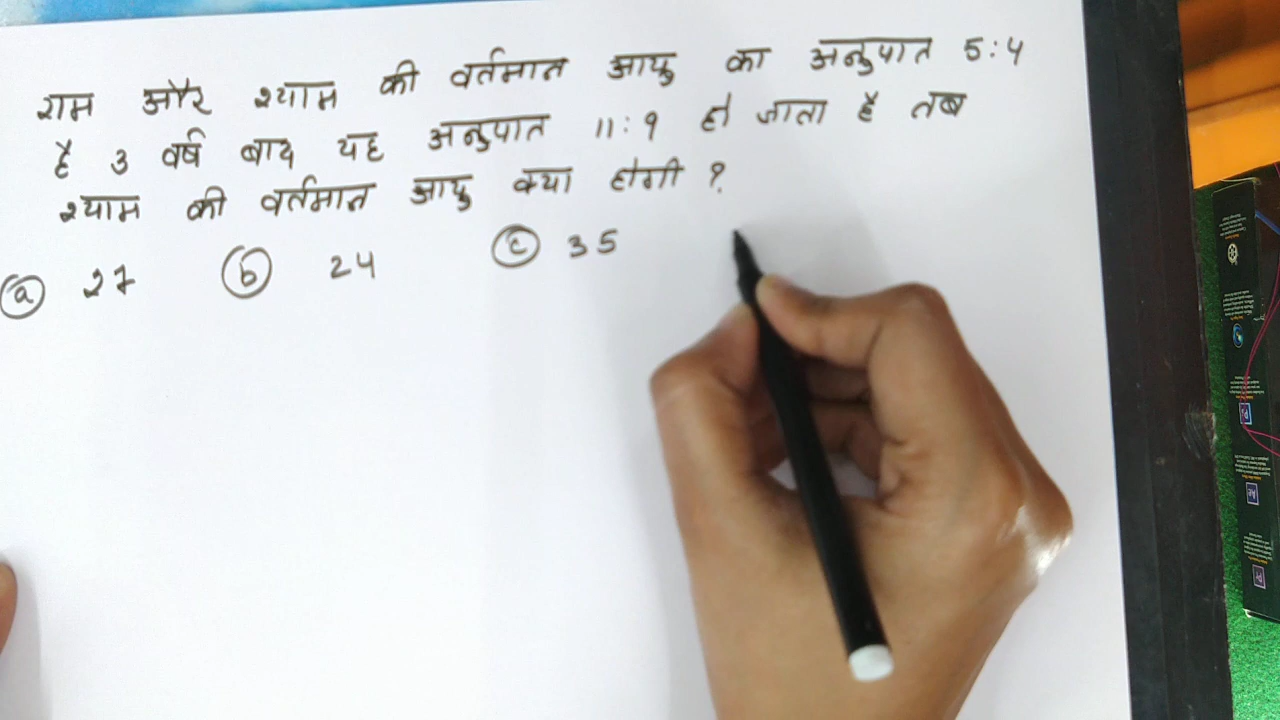 राम और श्याम की वर्तमान आयु का अनुपात 5:4
है 3 वर्ष बाद यह अनुपात 11:9 हो जाता है तब
श्याम की वर्तमान आयु क्या होगी ?
(a) 27 (b) 24 (c) 35